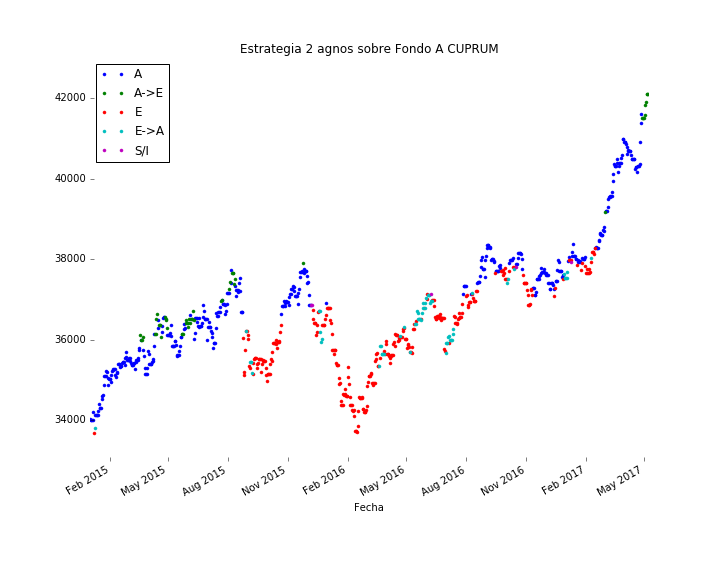 Estrategia 2 agnos sobre Fondo A CUPRUM
A
A->E
E
E->A
S/I
42000
40000
38000
36000
34000
Feb 2015
May 2015
Aug 2015
Nov 2015
Feb 2016
May 2016
Aug 2016
Nov 2016
Feb 2017
May 2017
Fecha